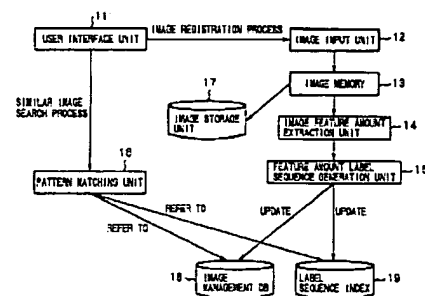 11
USER INTERFACE UNIT
IMAGE REGISTRATION PROCESS
IMAGE INPUT UNIT
12
IMAGE MEMORY
13
17
IMAGE STORAGE
UNIT
IMAGE FEATURE AMOUNT
EXTRACTION UNIT
14
SIMILAR IMAGE
SEARCH PROCESS
16
PATTERN MATCHING UNIT
FEATURE AMOUNT LABEL
SEQUENCE GENERATION UNIT
15
REFER TO
REFER TO
UPDATE
UPDATE
18
IMAGE
MANAGEMENT DB
LABEL
SEQUENCE INDEX
19